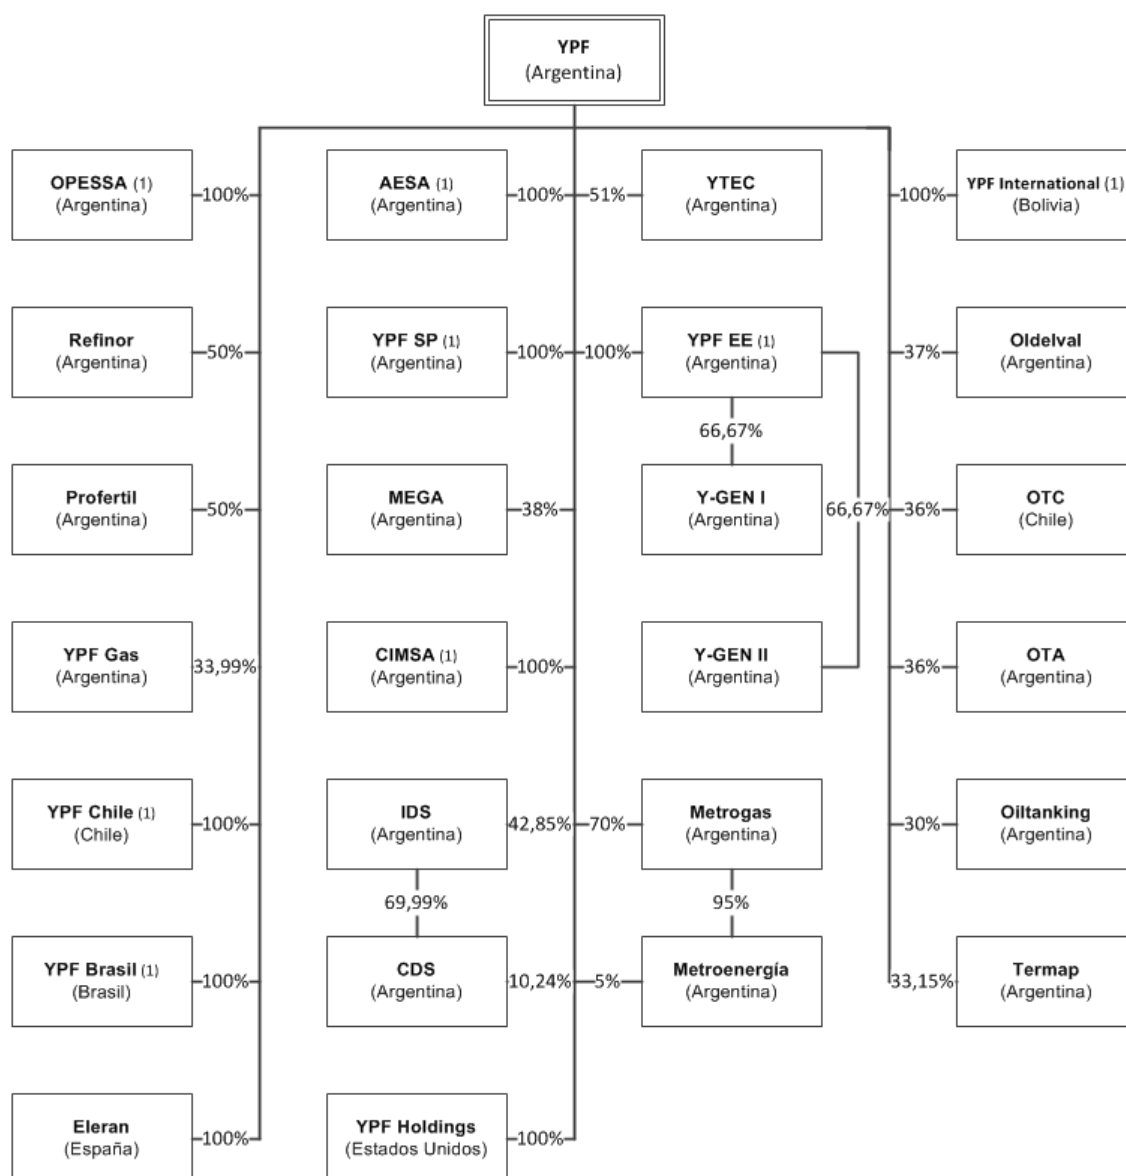 YPF
(Argentina)
OPESSA (1)
(Argentina)
100%
AESA (1)
(Argentina)
100%
51%
YTEC
(Argentina)
100%
YPF International (1)
(Bolivia)
Refinor
(Argentina)
50%
YPF SP (1)
(Argentina)
100%
100%
YPF EE (1)
(Argentina)
37%
Oldelval
(Argentina)
66,67%
Profertil
(Argentina)
50%
MEGA
(Argentina)
38%
Y-GEN I
(Argentina)
66,67%
36%
OTC
(Chile)
YPF Gas
(Argentina)
33,99%
CIMSA (1)
(Argentina)
100%
Y-GEN II
(Argentina)
36%
OTA
(Argentina)
YPF Chile (1)
(Chile)
100%
IDS
(Argentina)
42,85%
70%
Metrogas
(Argentina)
30%
Oiltanking
(Argentina)
69,99%
95%
YPF Brasil (1)
(Brasil)
100%
CDS
(Argentina)
10,24%
5%
Metroenergía
(Argentina)
33,15%
Termap
(Argentina)
Eleran
(España)
100%
YPF Holdings
(Estados Unidos)
100%